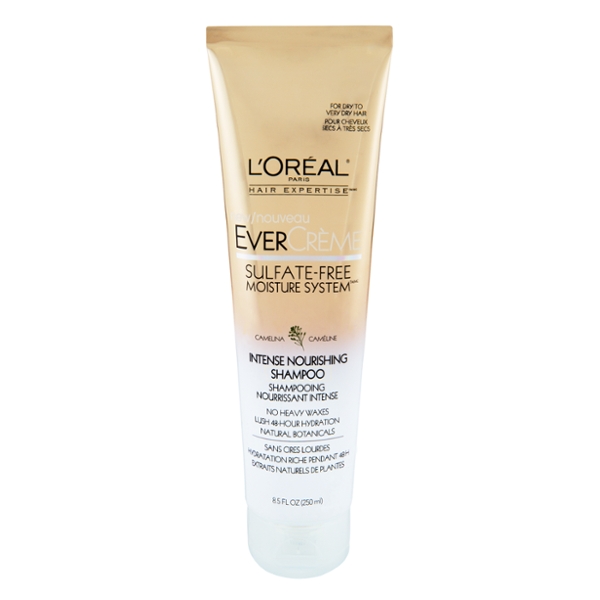 FOR DRY TO
VERY DRY HAIR
POUR CHEVEUX
SECS À TRÈS SECS
L'ORÉAL
PARIS
HAIR EXPERTISE™
/nouveau
EVERCRÈME
SULFATE-FREE
MOISTURE SYSTEM™
CAMELINA CAMÉLINE
INTENSE NOURISHING
SHAMPOO
SHAMPOOING
NOURRISSANT INTENSE
NO HEAVY WAXES
LUSH 48-HOUR HYDRATION
NATURAL BOTANICALS
SANS CIRES LOURDES
HYDRATATION RICHE PENDANT 48H
EXTRAITS NATURELS DE PLANTES
8.5 FL OZ (250 ml)